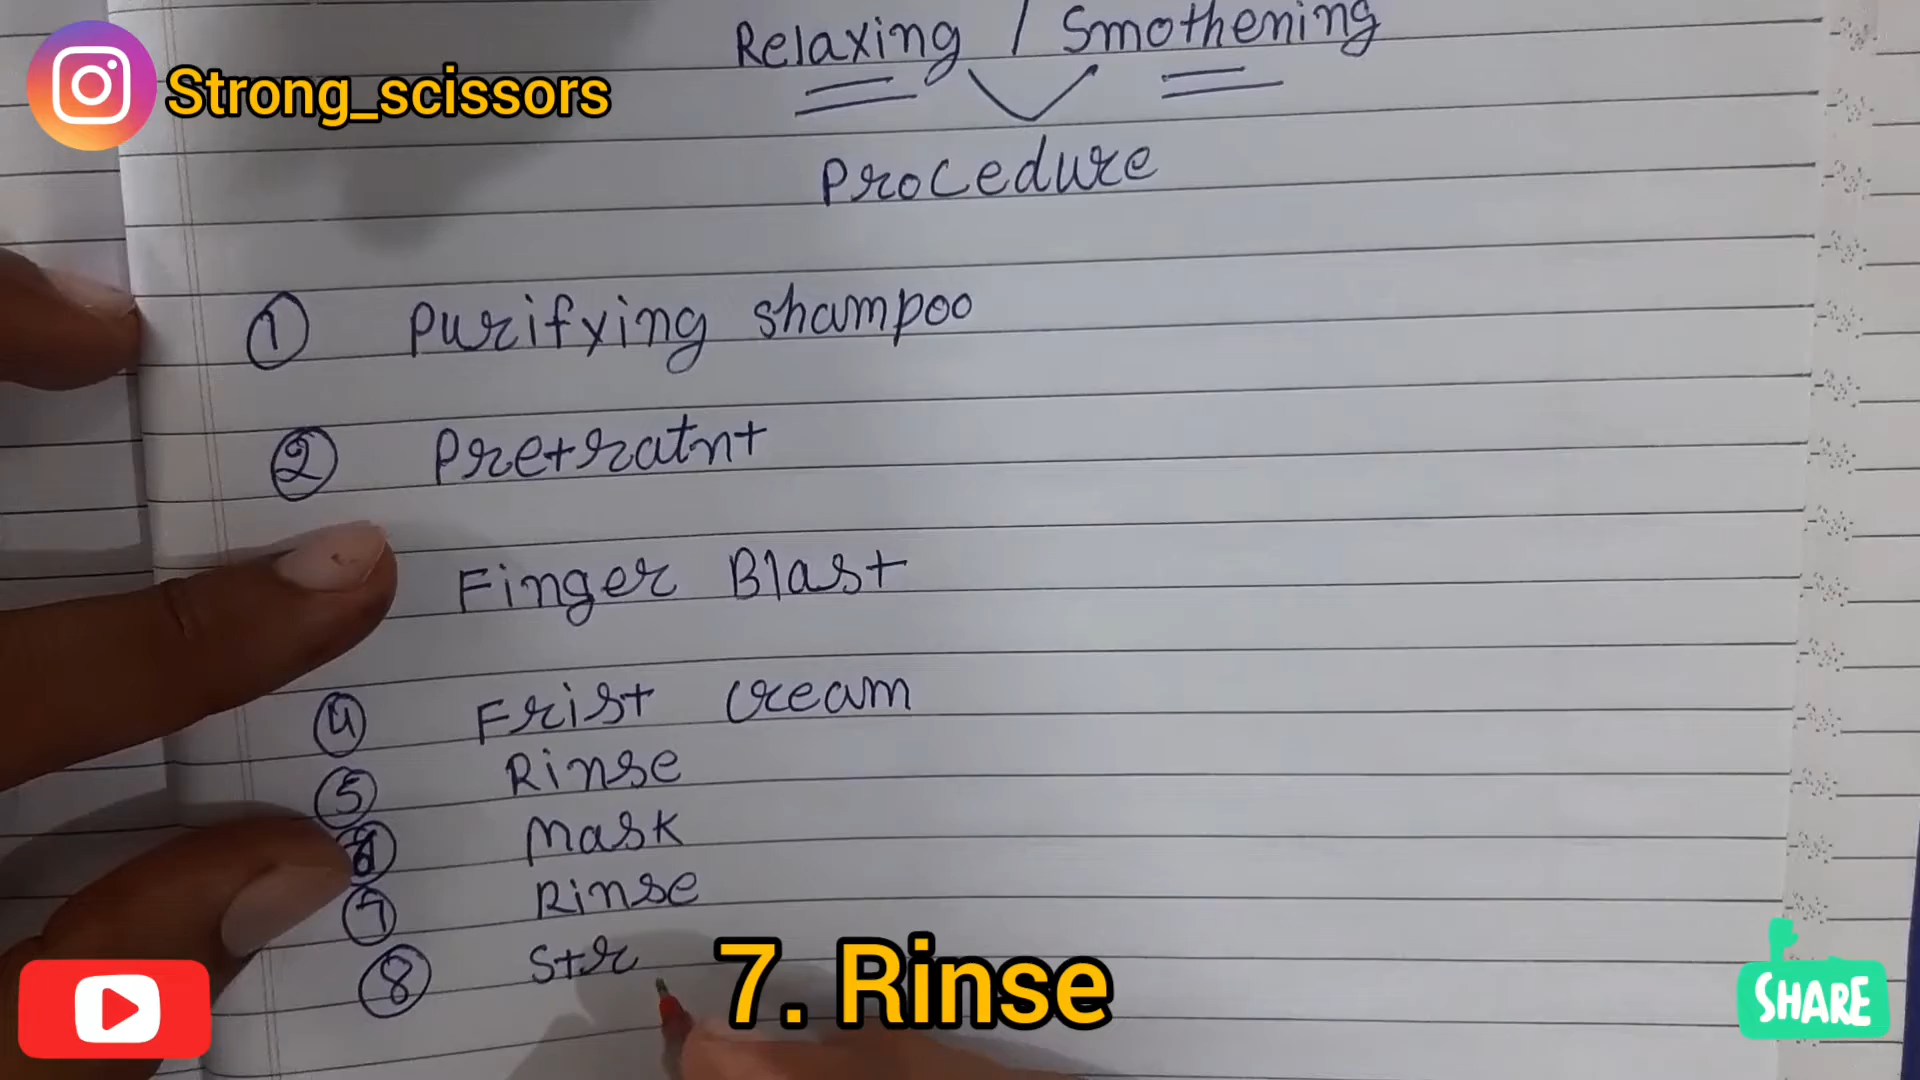 Relaxing / Smothening
Strong_scissors
Procedure
1 Purifying shampoo
2 Pretratnt
Finger Blast
4 Frist cream
5 Rinse
6 Mask
7 Rinse
8 Str
7. Rinse
SHARE